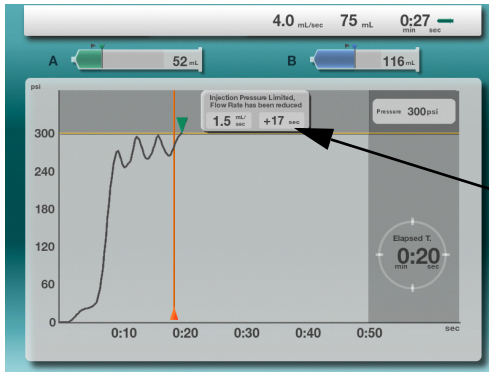 4.0 mL/sec 75 mL 0:27
min sec
A 52 mL B 116 mL
psi
Injection Pressure Limited,
Flow Rate has been reduced
1.5 mL/sec +17 sec
Pressure 300psi
300
240
180
120
60
0
Elapsed T.
0:20
min sec
0:10 0:20 0:30 0:40 0:50 sec